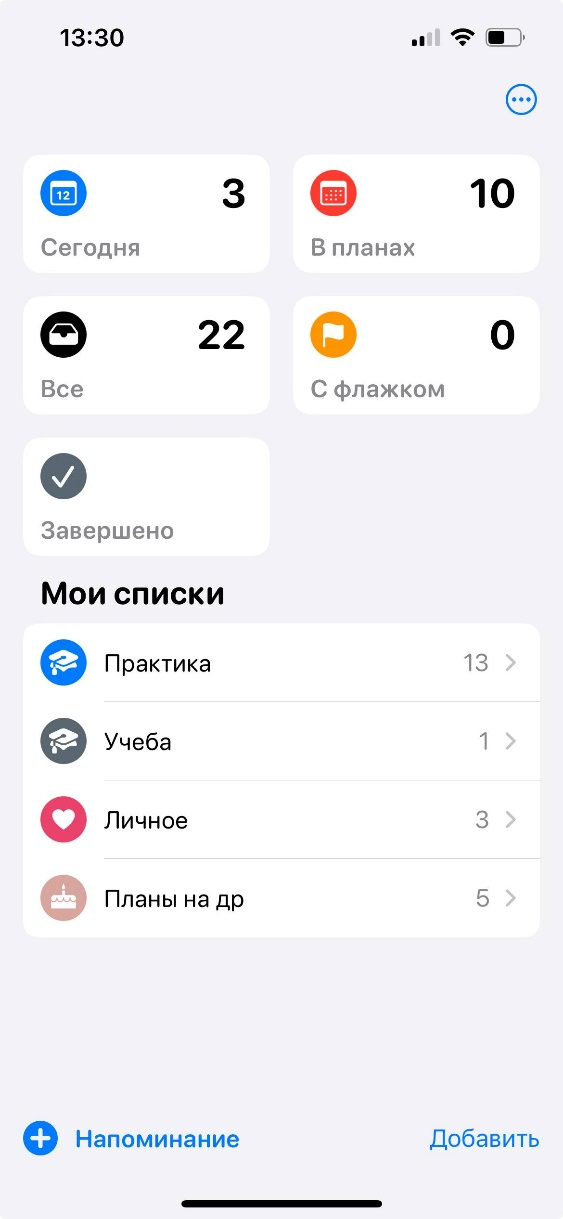 13:30
12
3
10
Сегодня
В планах
22
0
Все
С флажком
Завершено
Мои списки
Практика 13
Учеба 1
Личное 3
Планы на др 5
Напоминание Добавить